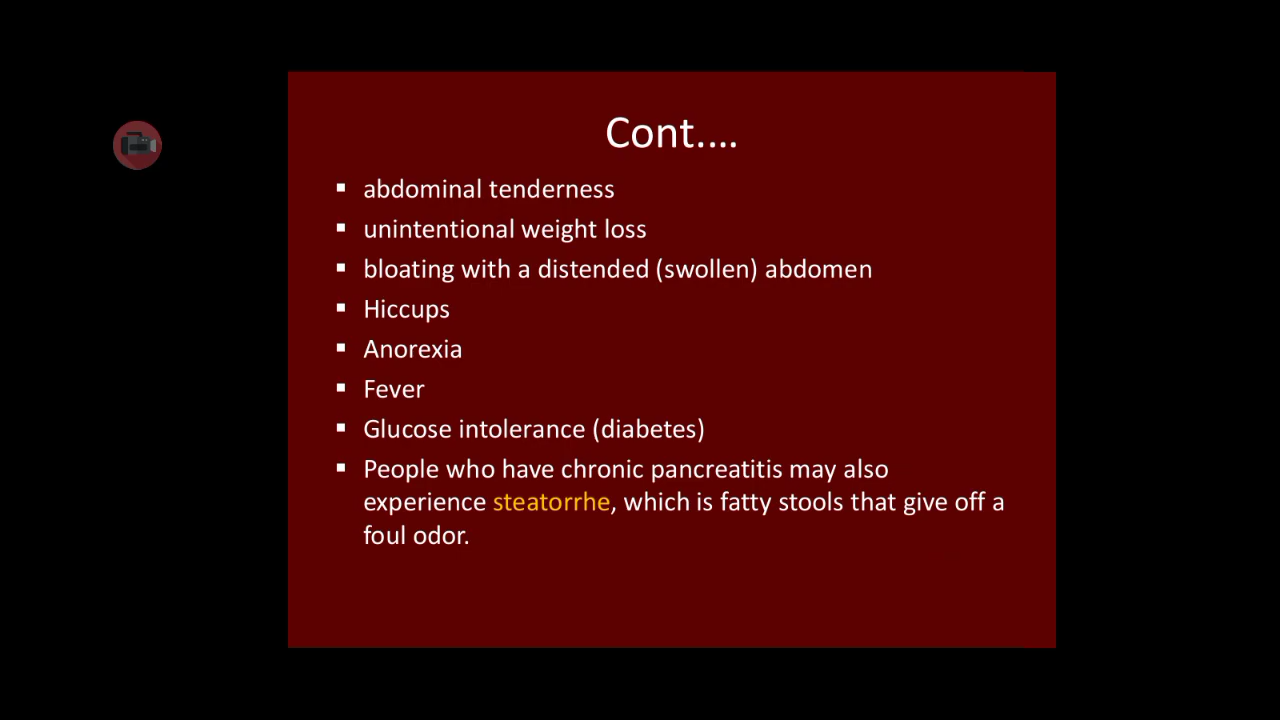 Cont....
abdominal tenderness
unintentional weight loss
bloating with a distended (swollen) abdomen
Hiccups
Anorexia
Fever
Glucose intolerance (diabetes)
People who have chronic pancreatitis may also
experience steatorrhe, which is fatty stools that give off a
foul odor.